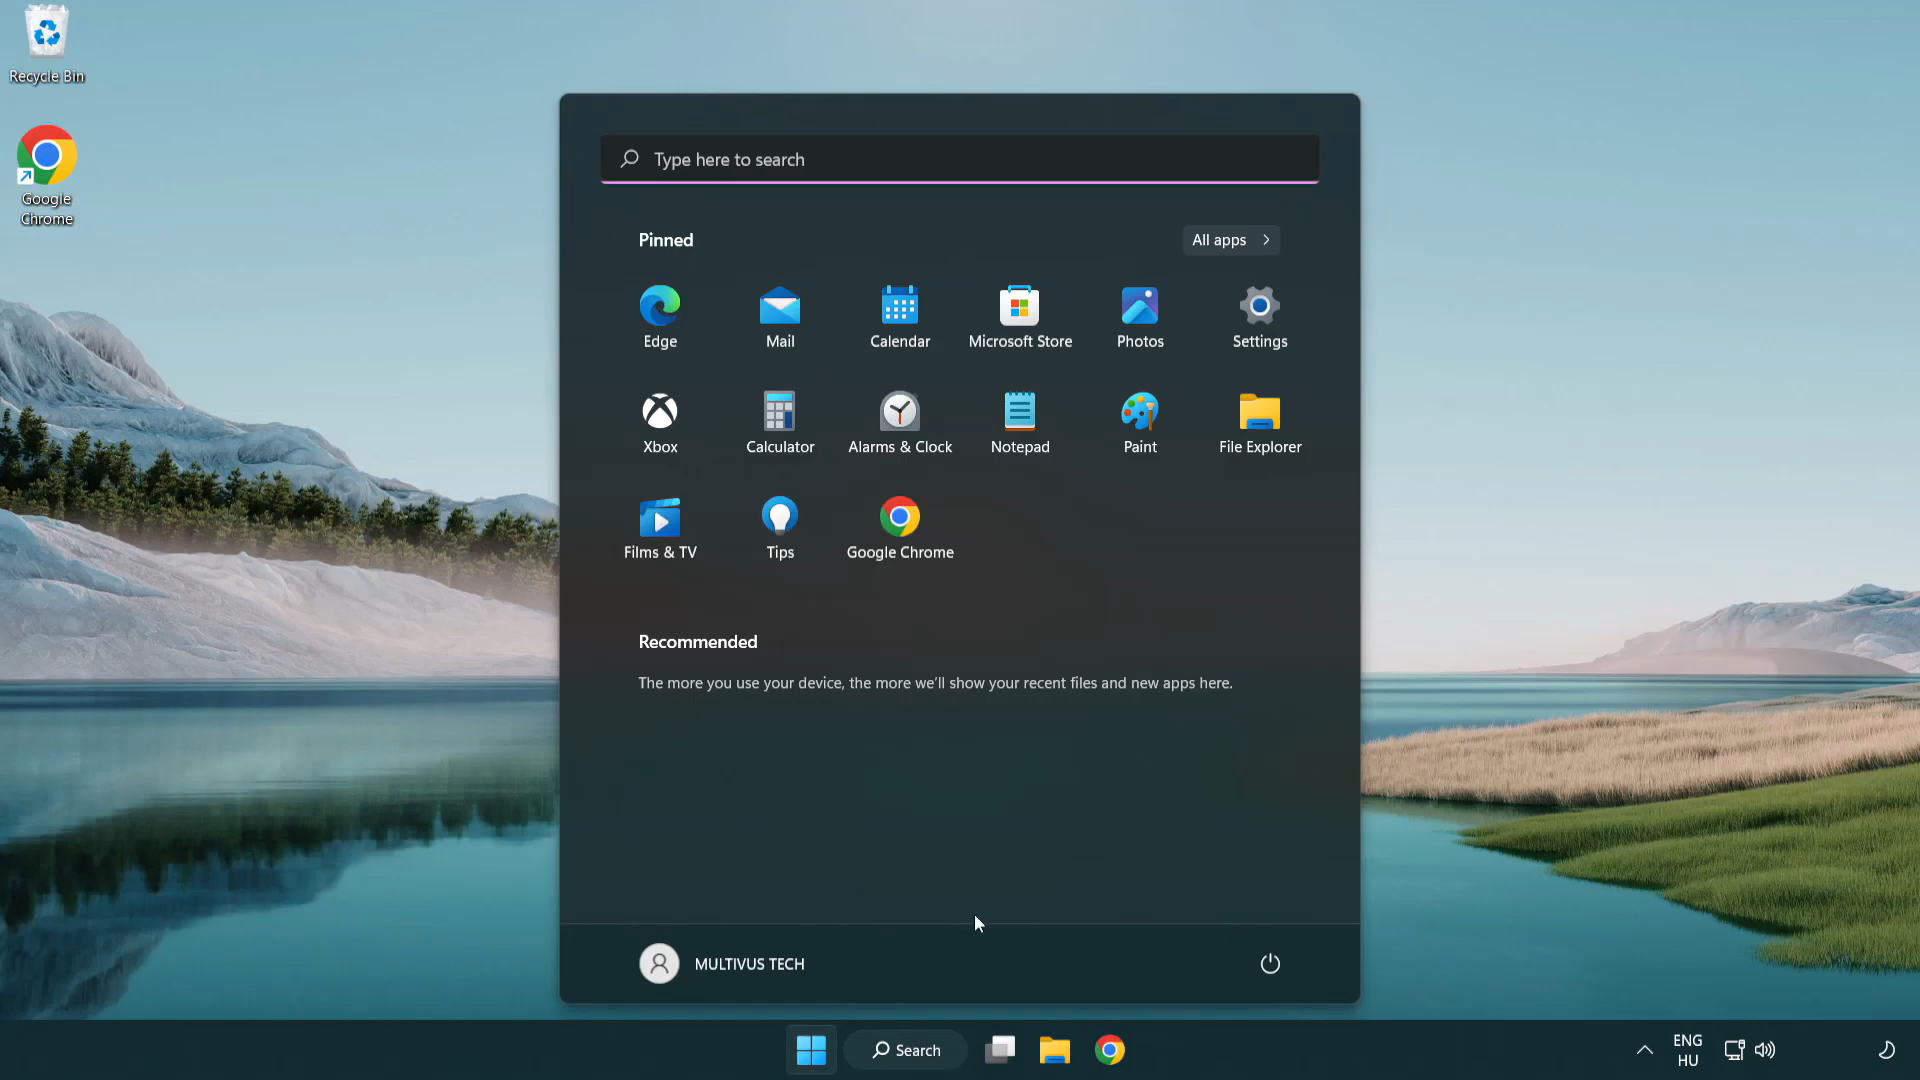 Recycle Bin
Google
Chrome
Type here to search
Pinned
All apps
Edge
Mail
Calendar
Microsoft Store
Photos
Settings
Xbox
Calculator
Alarms & Clock
Notepad
Paint
File Explorer
Films & TV
Tips
Google Chrome
Recommended
The more you use your device, the more we'll show your recent files and new apps here.
MULTIVUS TECH
Search
ENG
HU